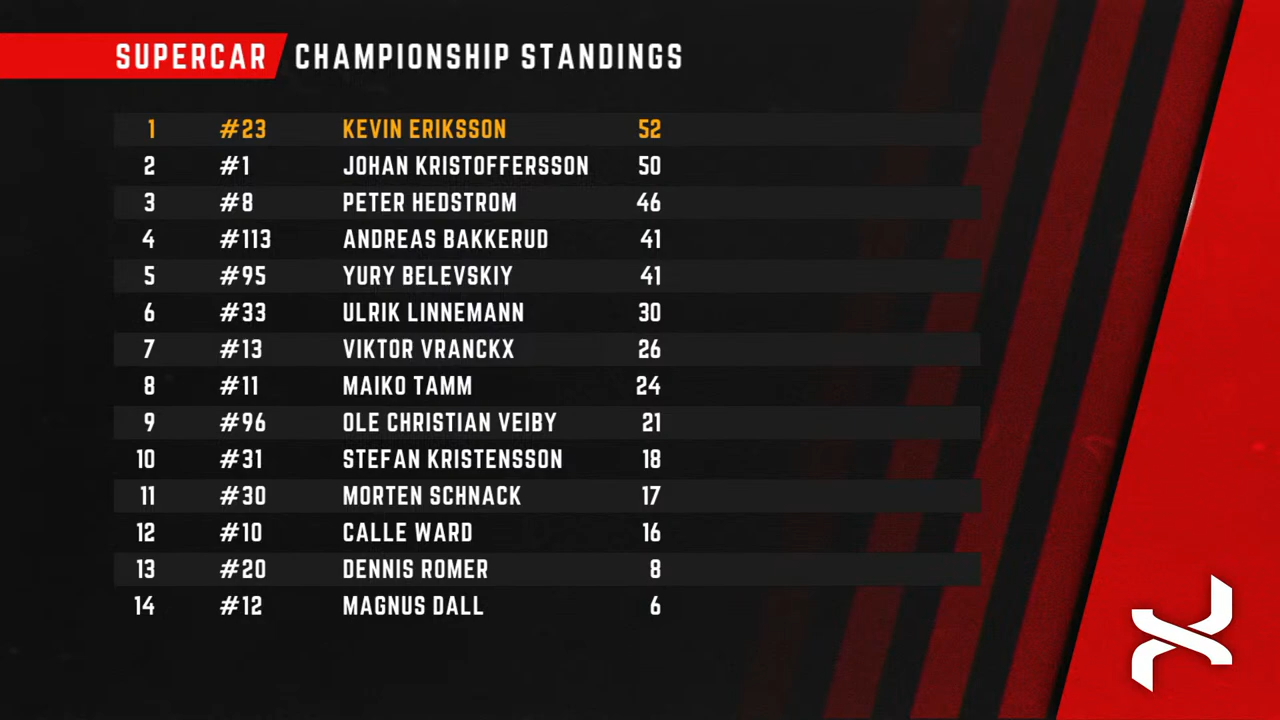 SUPERCAR CHAMPIONSHIP STANDINGS
1 #23 KEVIN ERIKSSON 52
2 #1 JOHAN KRISTOFFERSSON 50
3 #8 PETER HEDSTROM 46
4 #113 ANDREAS BAKKERUD 41
5 #95 YURY BELEVSKIY 41
6 #33 ULRIK LINNEMANN 30
7 #13 VIKTOR VRANCKX 26
8 #11 MAIKO TAMM 24
9 #96 OLE CHRISTIAN VEIBY 21
10 #31 STEFAN KRISTENSSON 18
11 #30 MORTEN SCHNACK 17
12 #10 CALLE WARD 16
13 #20 DENNIS ROMER 8
14 #12 MAGNUS DALL 6